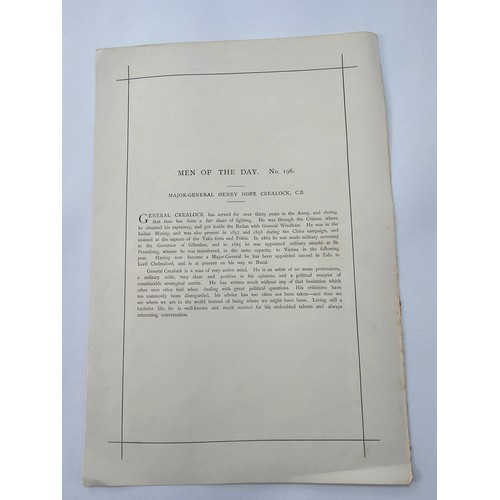 MEN OF THE DAY. No. 196.
MAJOR-GENERAL HENRY HOPE CREALOCK, C.B.
GENERAL CREALOCK has served for over thirty years in the Army, and during
that time has done a fair share of fighting. He was through the Crimea, where
he obtained his captaincy, and got inside the Redan with General Windham. He was in the
Indian Mutiny, and was also present in 1857 and 1858 during the China campaign, and
assisted at the capture of the Taku forts and Pekin. In 1862 he was made military secretary
to the Governor of Gibraltar, and in 1865 he was appointed military attaché at St.
Petersburg, whence he was transferred, in the same capacity, to Vienna in the following
year. Having now become a Major-General he has been appointed second in Zulu to
Lord Chelmsford, and is at present on his way to Natal.
General Crealock is a man of very active mind. He is an artist of no mean pretensions,
a military critic, very clear and positive in his opinions, and a political essayist of
considerable strategical merits. He has written much without any of that hesitation which
other men often feel when dealing with great political questions. His criticisms have
too commonly been disregarded, his advice has too often not been taken—and thus we
are where we are in the world instead of being where we might have been. Living still a
bachelor life, he is well-known and much courted for his undoubted talents and always
interesting conversation.